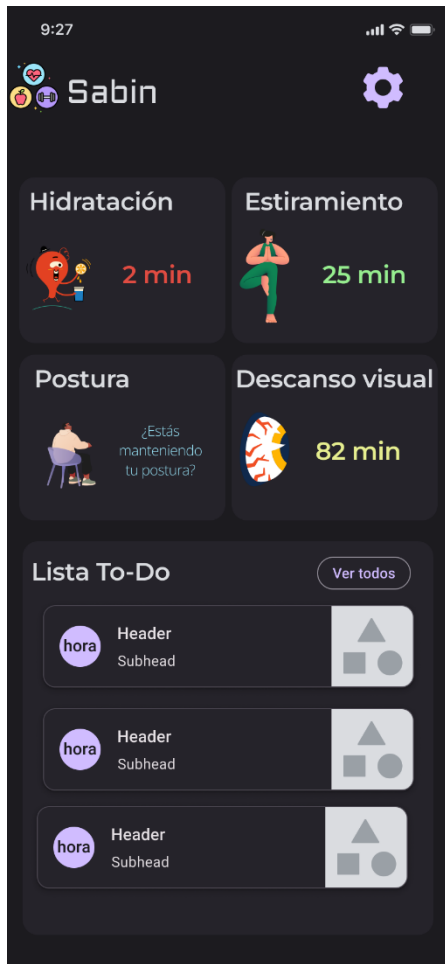 9:27
Sabin
Hidratación
2 min
Estiramiento
25 min
Postura
¿Estás
manteniendo
tu postura?
Descanso visual
82 min
Lista To-Do
Ver todos
hora
Header
Subhead
hora
Header
Subhead
hora
Header
Subhead